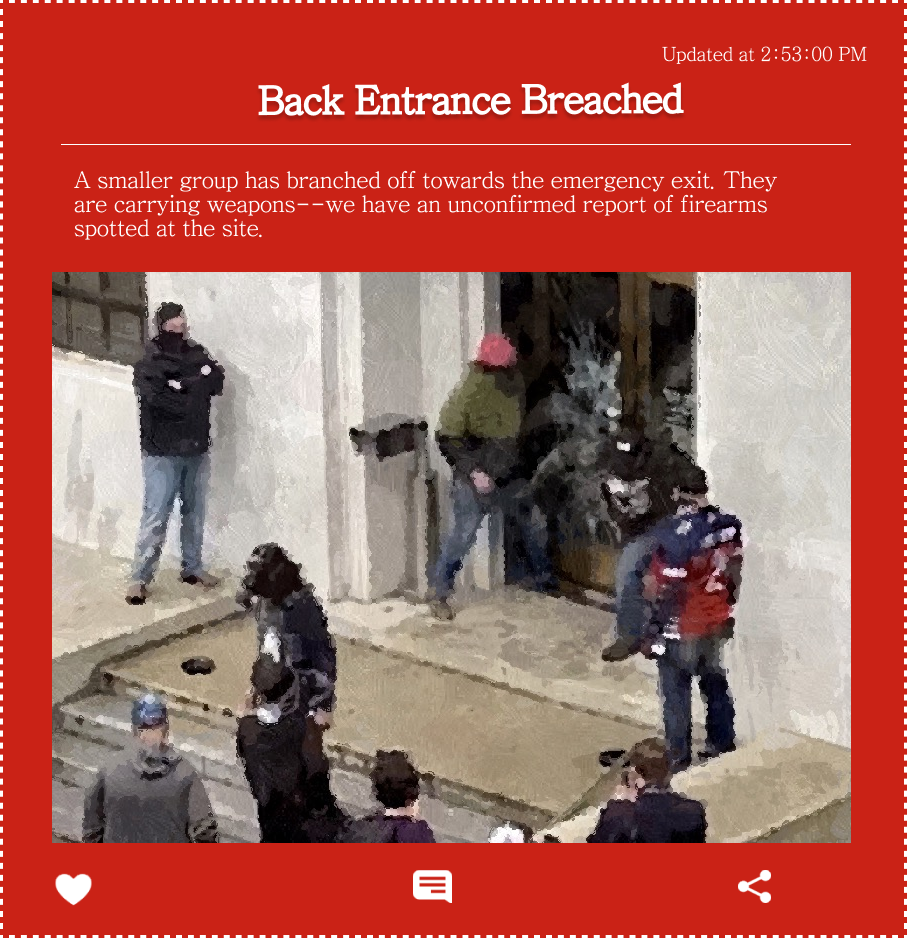 Updated at 2:53:00 PM
Back Entrance Breached
A smaller group has branched off towards the emergency exit. They
are carrying weapons--we have an unconfirmed report of firearms
spotted at the site.